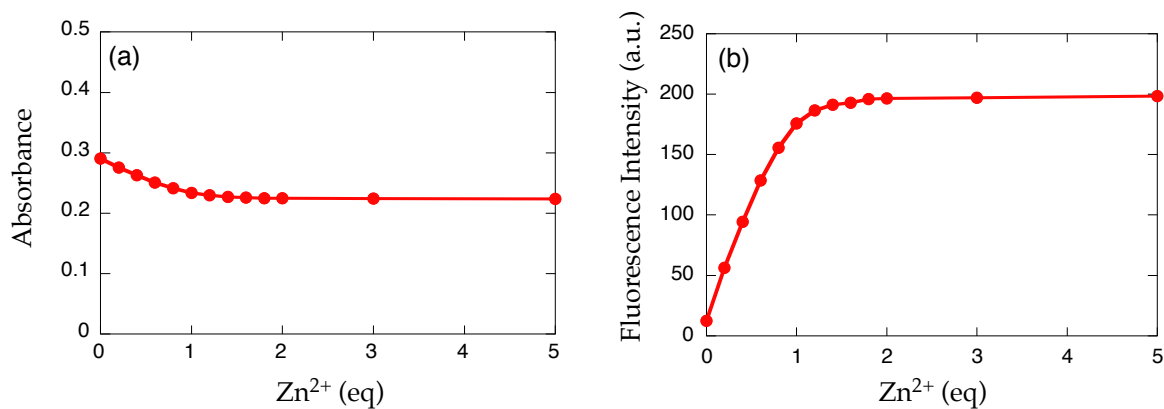 (a)
0.5
0.4
0.3
0.2
0.1
0
0 1 2 3 4 5
Absorbance
Zn²⁺ (eq)
(b)
250
200
150
100
50
0
0 1 2 3 4 5
Fluorescence Intensity (a.u.)
Zn²⁺ (eq)